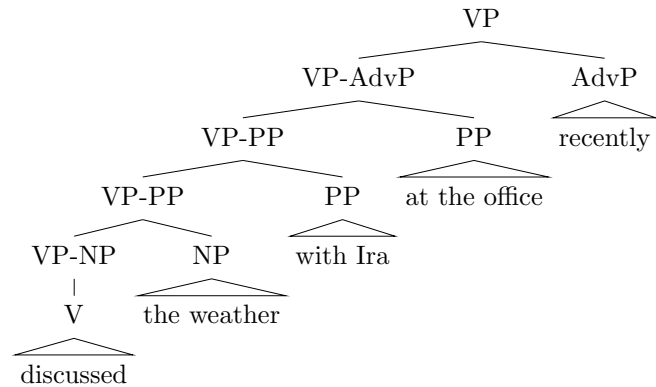 VP
VP-AdvP AdvP
VP-PP PP recently
VP-PP PP at the office
VP-NP NP with Ira
V the weather
discussed